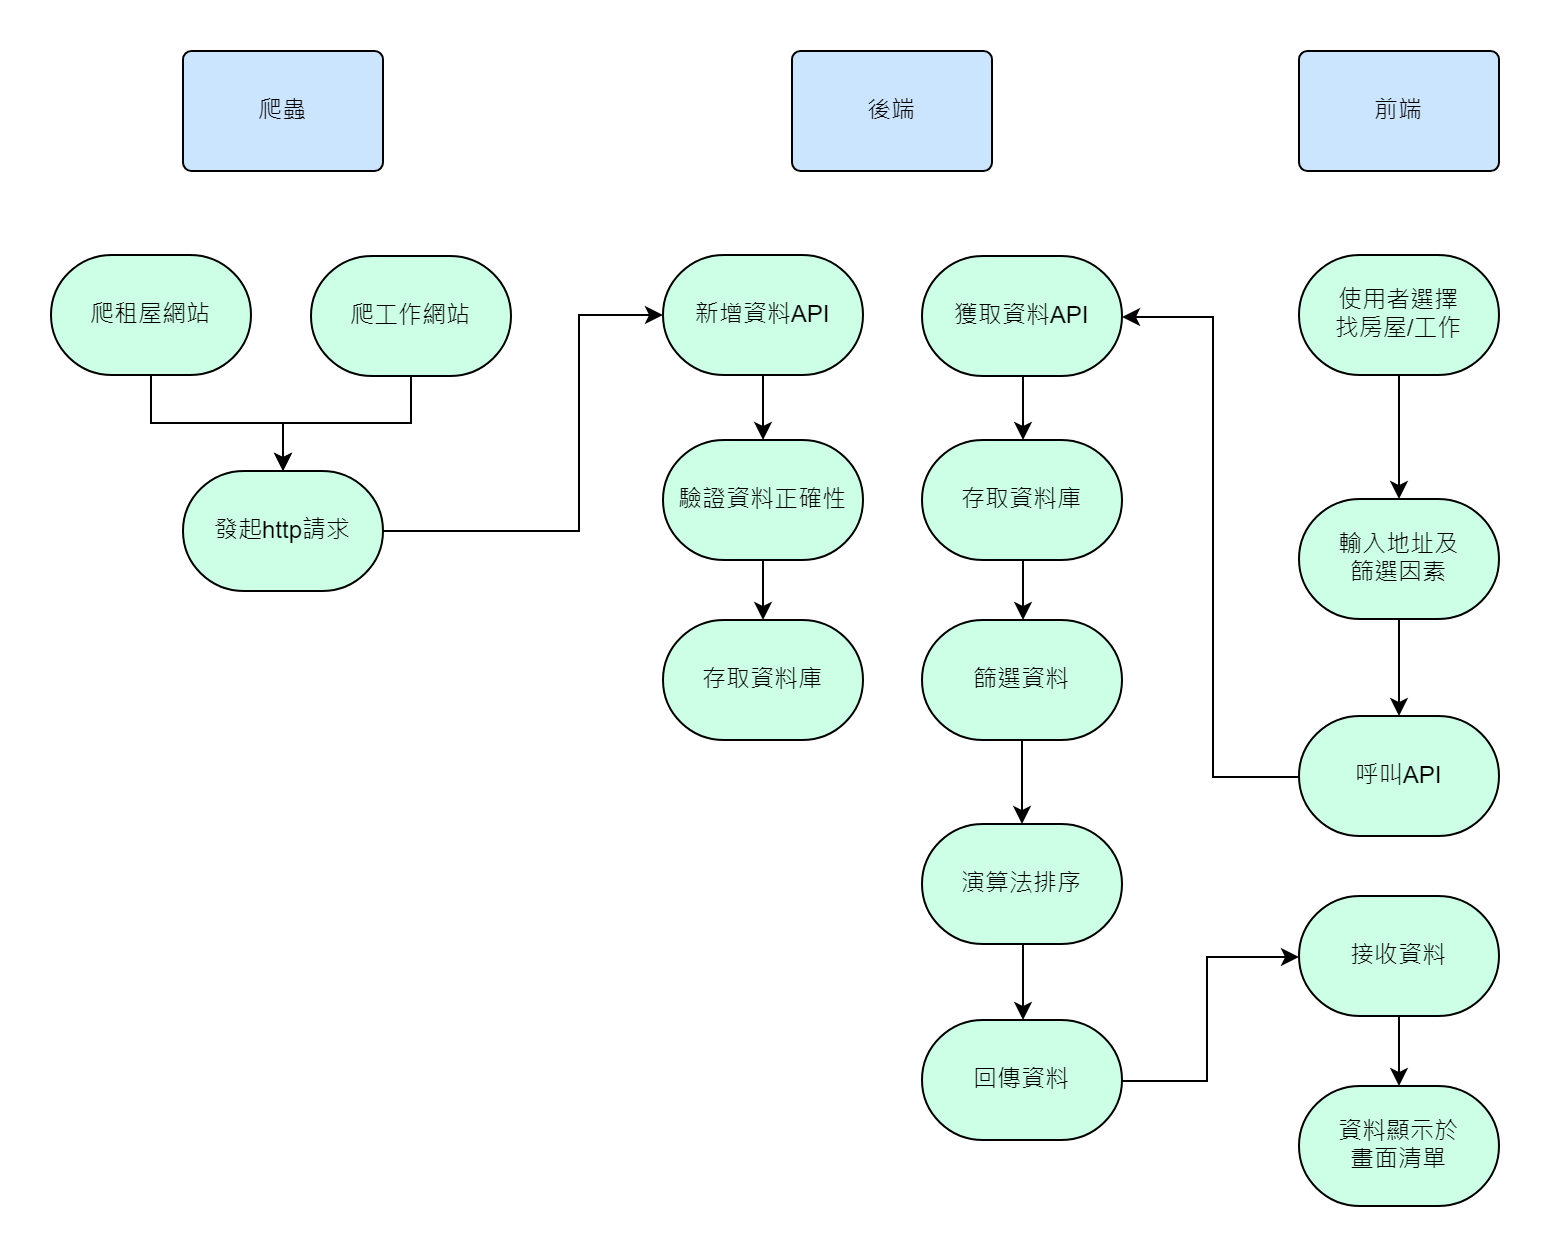 爬蟲
後端
前端
爬租屋網站
爬工作網站
發起http請求
新增資料API
驗證資料正確性
存取資料庫
獲取資料API
存取資料庫
篩選資料
演算法排序
回傳資料
使用者選擇
找房屋/工作
輸入地址及
篩選因素
呼叫API
接收資料
資料顯示於
畫面清單